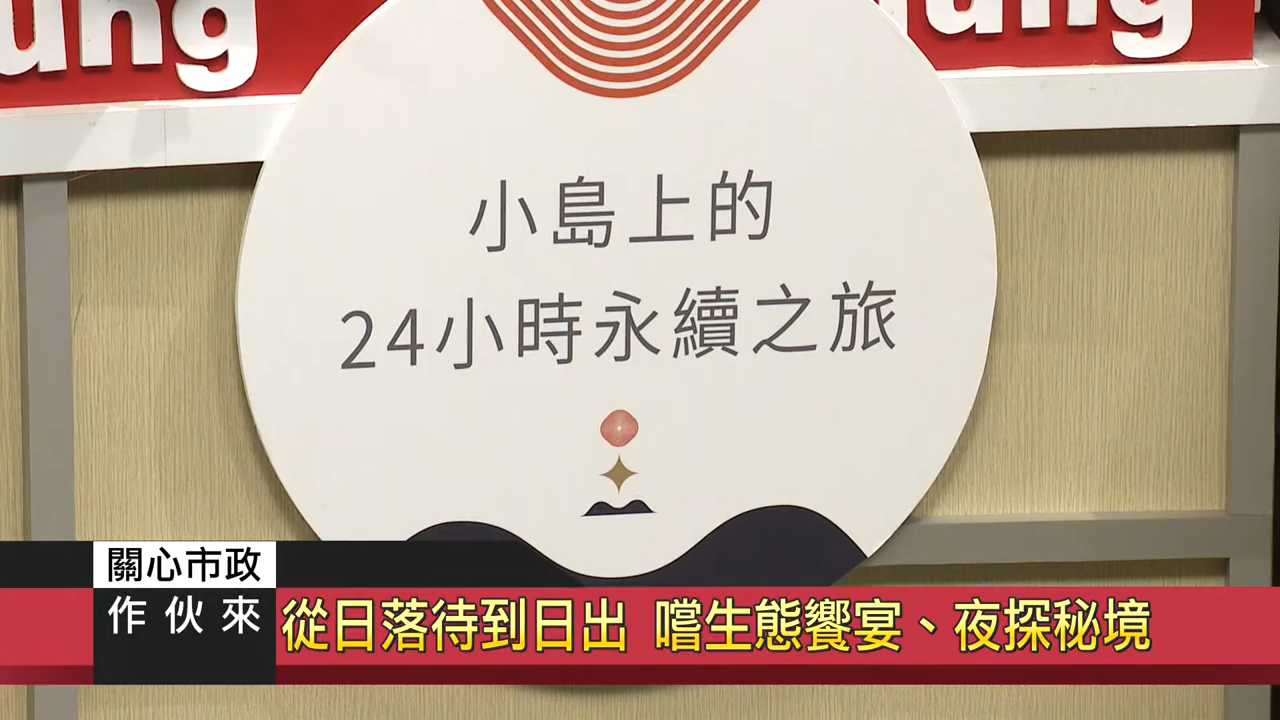 ung
ung
小島上的
24小時永續之旅
關心市政
作伙來
從日落待到日出 嚐生態饗宴、夜探秘境